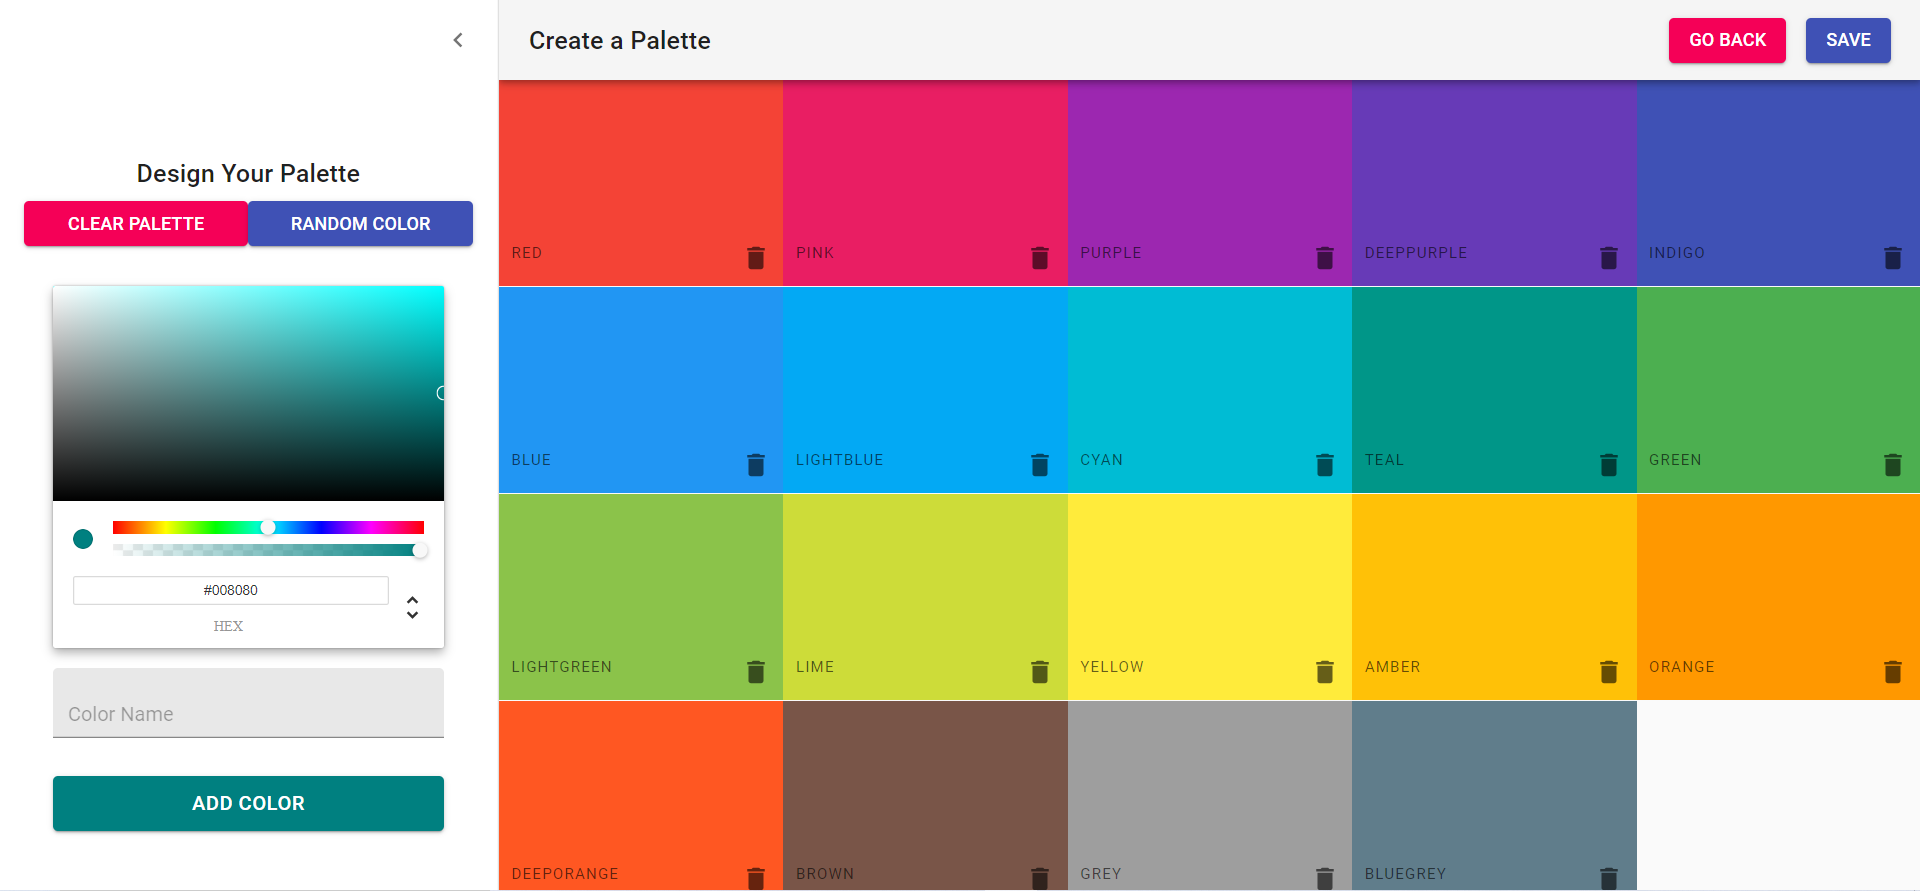 Create a Palette
GO BACK
SAVE
Design Your Palette
CLEAR PALETTE
RANDOM COLOR
#008080
HEX
Color Name
ADD COLOR
RED
PINK
PURPLE
DEEPPURPLE
INDIGO
BLUE
LIGHTBLUE
CYAN
TEAL
GREEN
LIGHTGREEN
LIME
YELLOW
AMBER
ORANGE
DEEPORANGE
BROWN
GREY
BLUEGREY